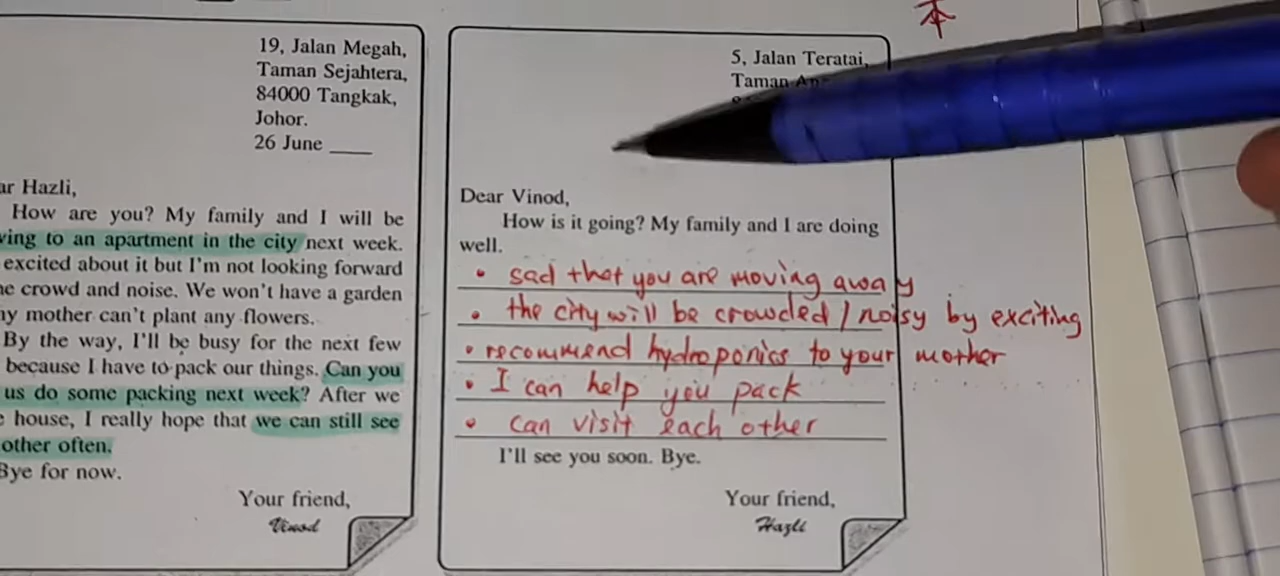 本
19, Jalan Megah,
Taman Sejahtera,
84000 Tangkak,
Johor.
26 June ____
ar Hazli,
How are you? My family and I will be
ving to an apartment in the city next week.
excited about it but I'm not looking forward
he crowd and noise. We won't have a garden
my mother can't plant any flowers.
By the way, I'll be busy for the next few
because I have to pack our things. Can you
us do some packing next week? After we
e house, I really hope that we can still see
other often.
Bye for now.
Your friend,
Vinod
5, Jalan Teratai,
Taman
Dear Vinod,
How is it going? My family and I are doing
well.
• sad that you are moving away
• the city will be crowded / noisy by exciting
• recommend hydroponics to your mother
• I can help you pack
• can visit each other
I'll see you soon. Bye.
Your friend,
Hazli